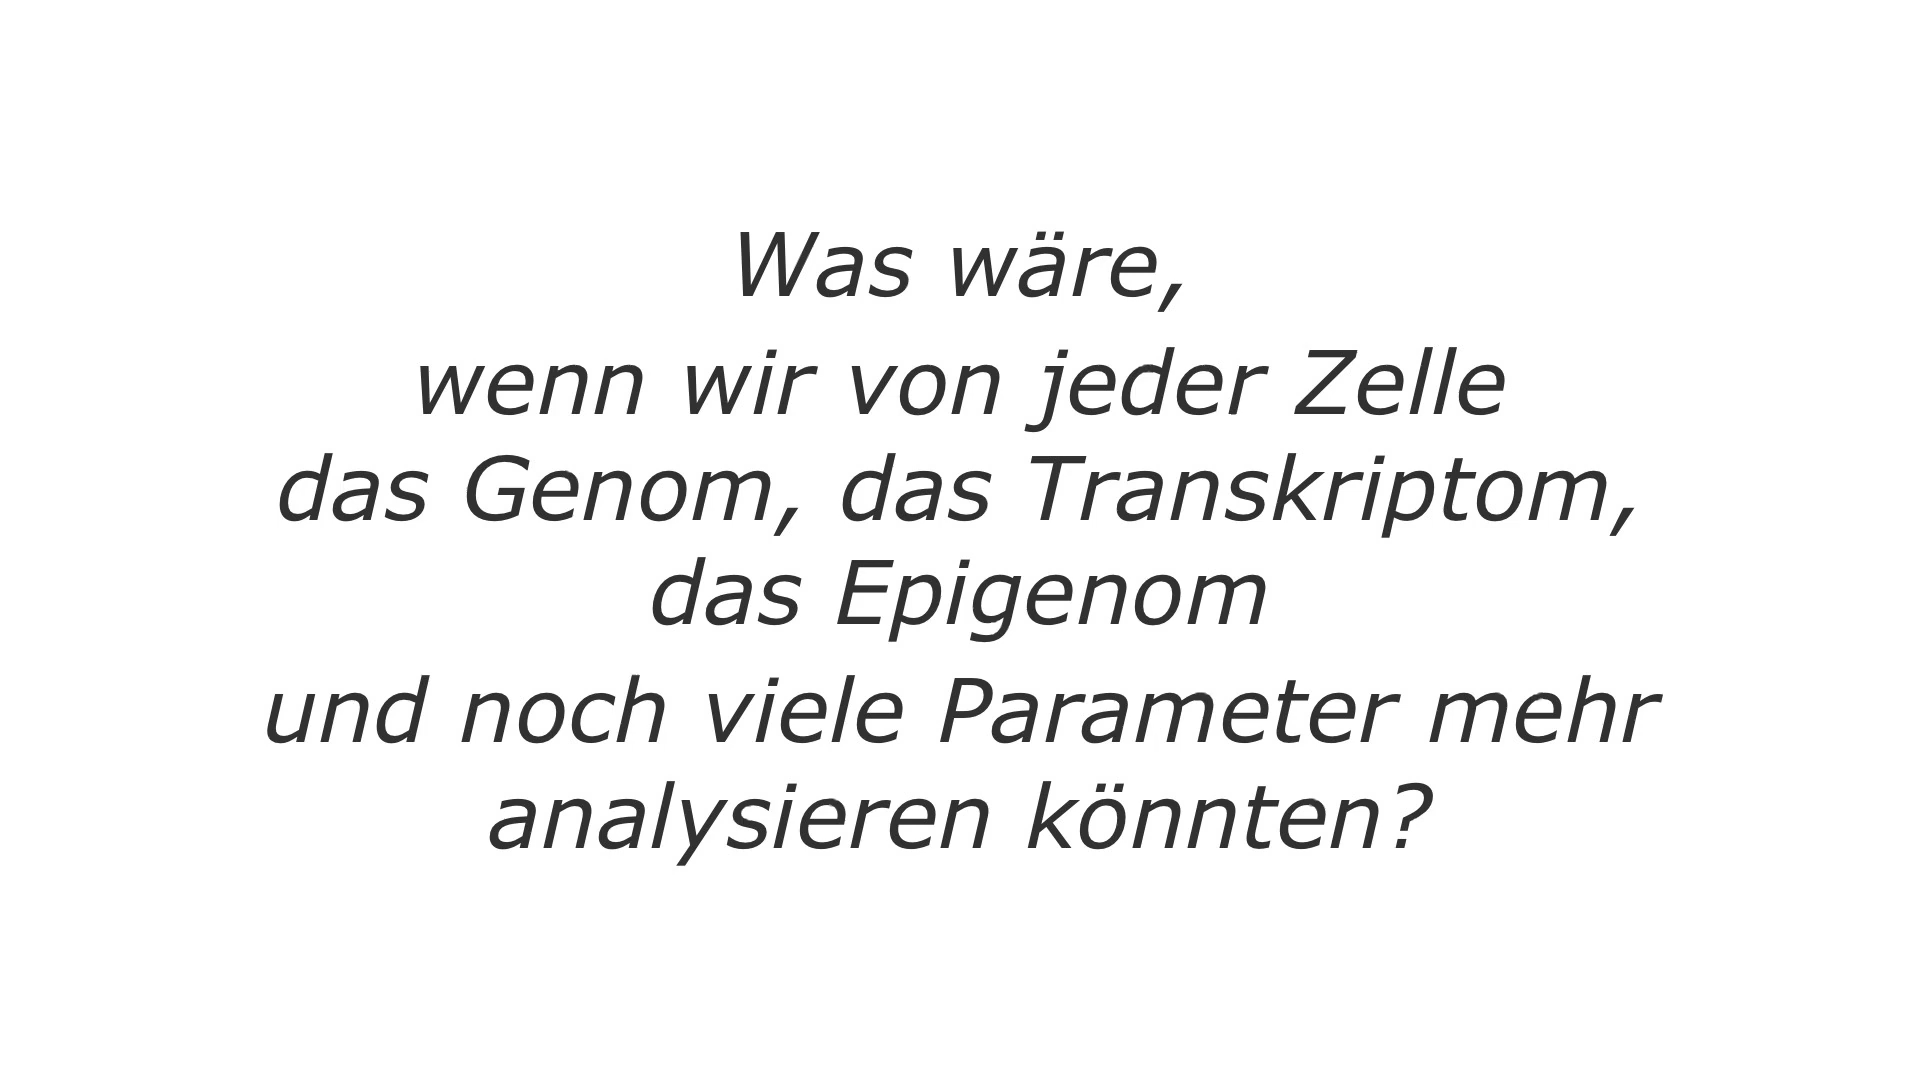 Was wäre,
wenn wir von jeder Zelle
das Genom, das Transkriptom,
das Epigenom
und noch viele Parameter mehr
analysieren könnten?